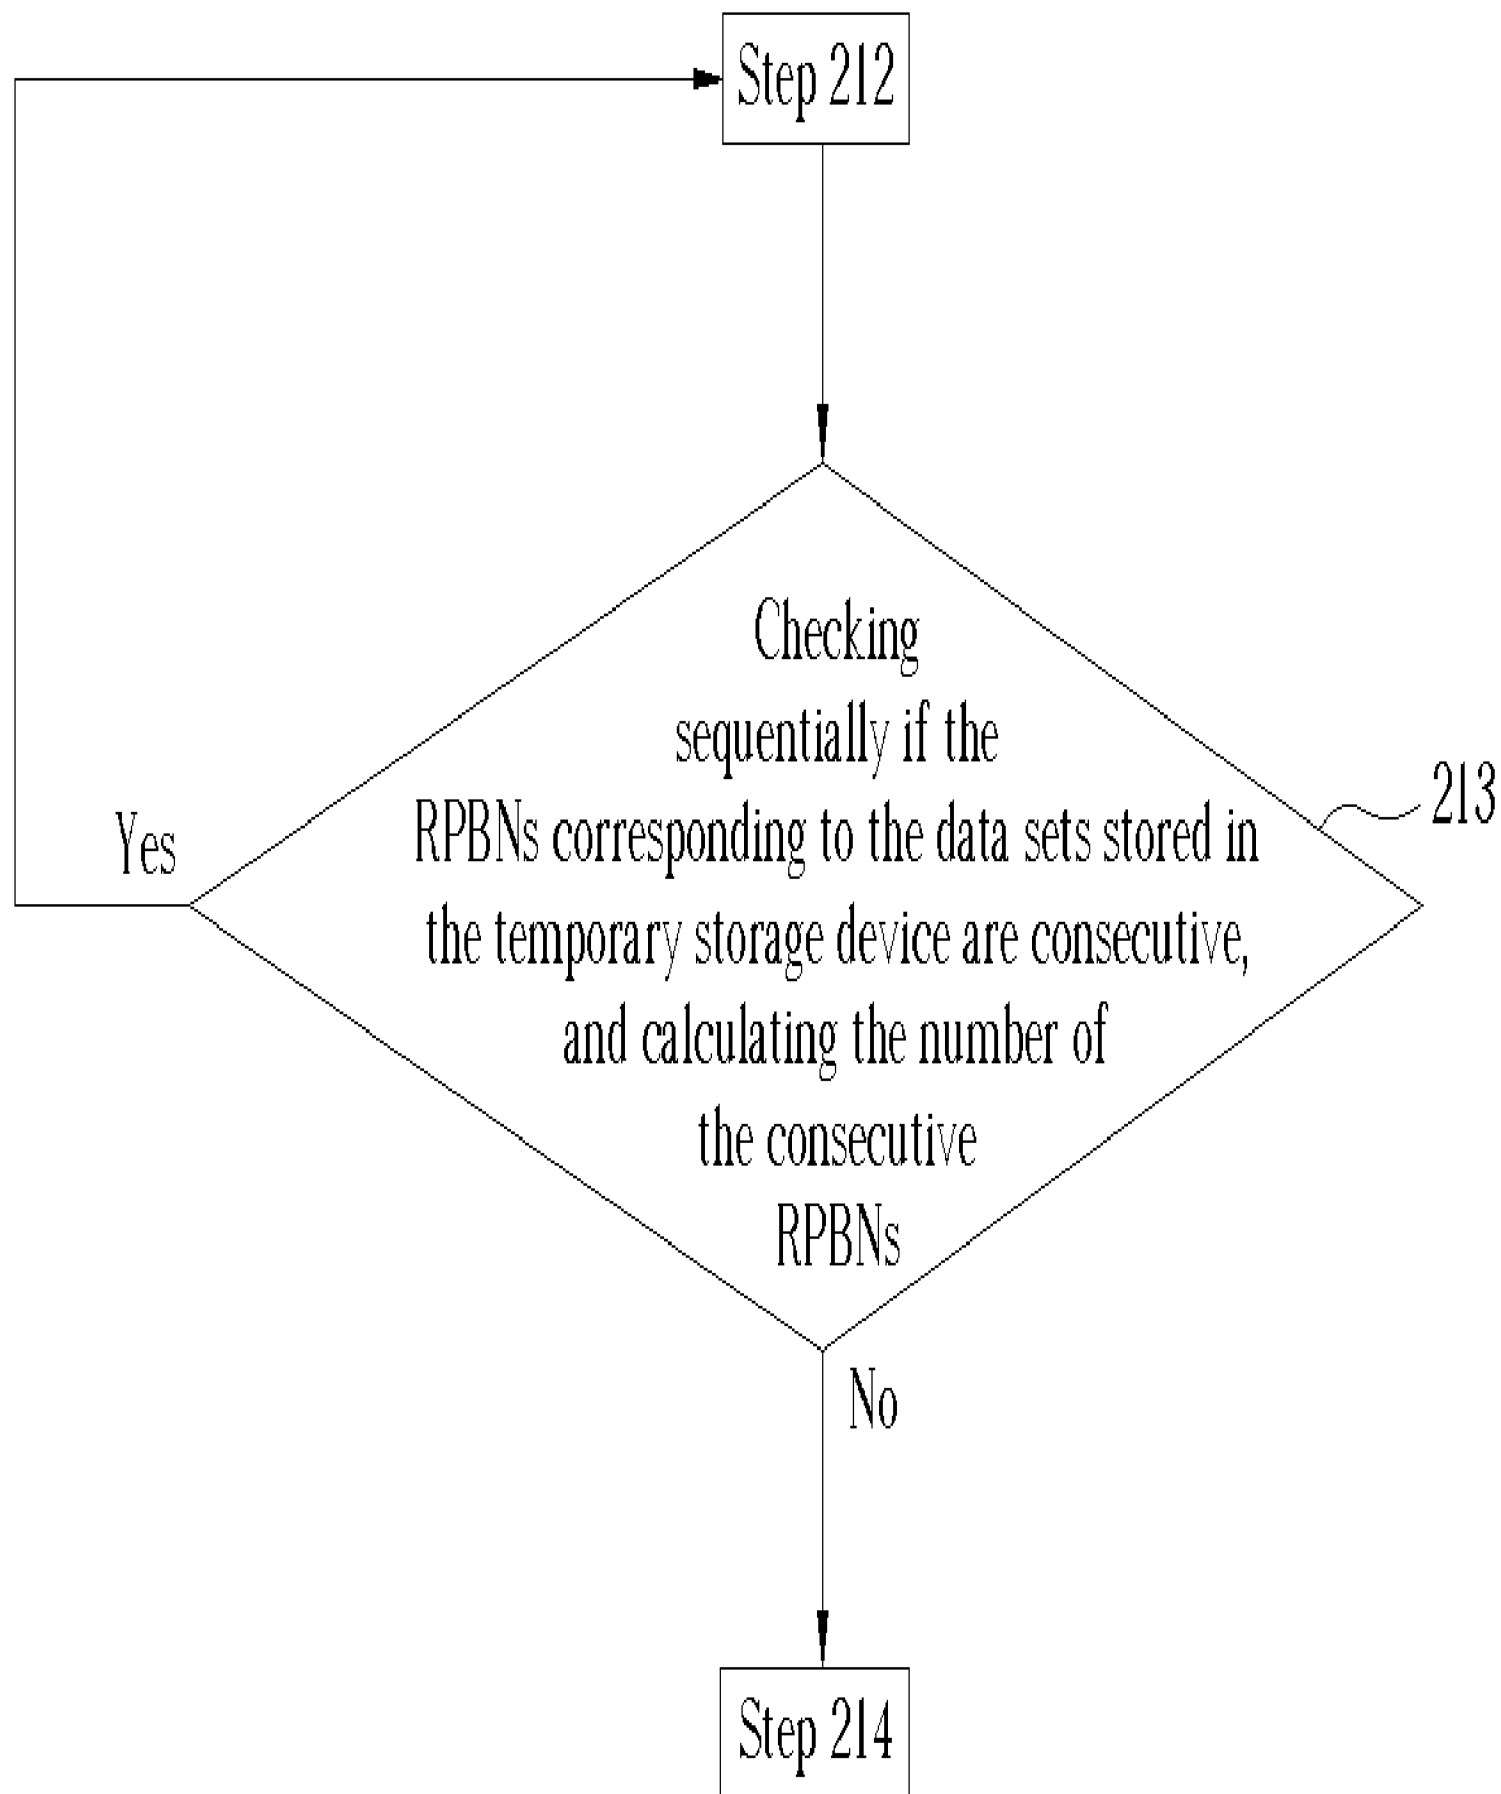 Step 212
Checking
sequentially if the
RPBNs corresponding to the data sets stored in
the temporary storage device are consecutive,
and calculating the number of
the consecutive
RPBNs
213
Yes
No
Step 214